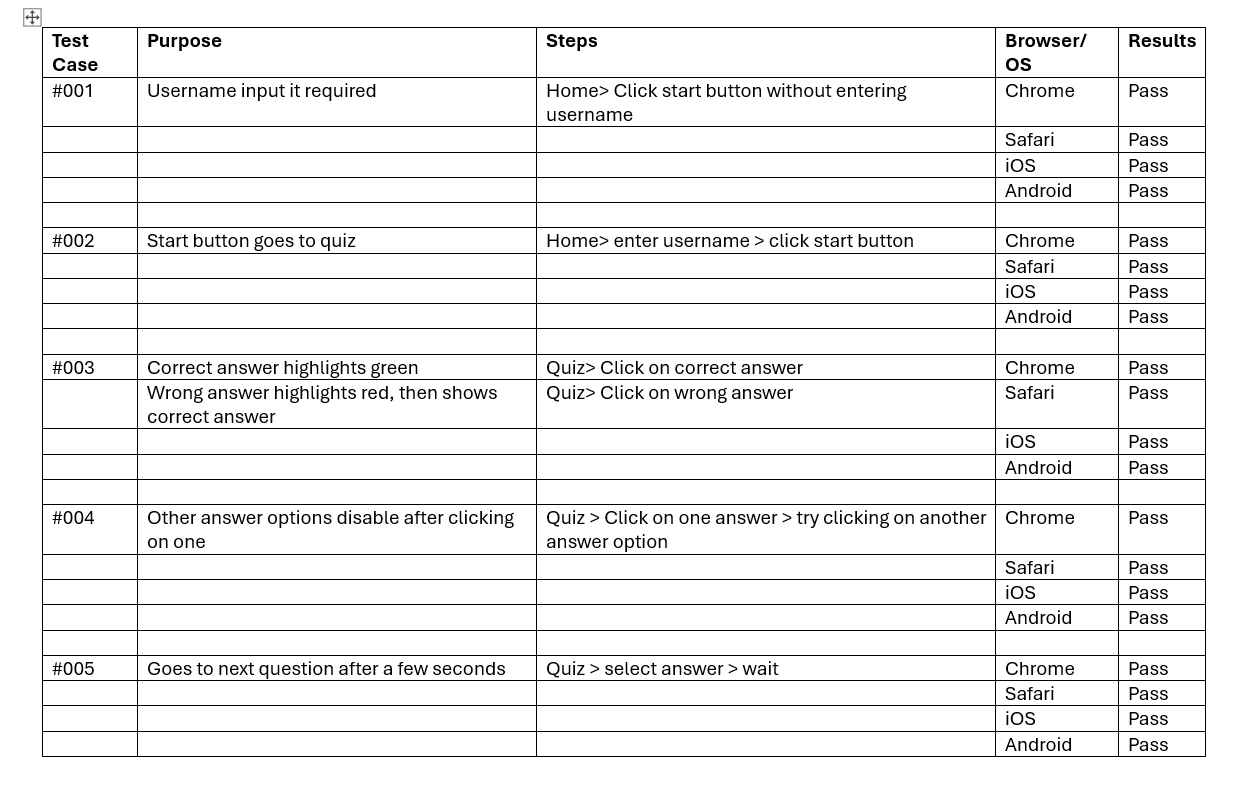 Test Case Purpose Steps Browser/ OS Results
#001 Username input it required Home> Click start button without entering username Chrome Pass
Safari Pass
iOS Pass
Android Pass
#002 Start button goes to quiz Home> enter username > click start button Chrome Pass
Safari Pass
iOS Pass
Android Pass
#003 Correct answer highlights green Quiz> Click on correct answer Chrome Pass
Wrong answer highlights red, then shows correct answer Quiz> Click on wrong answer Safari Pass
iOS Pass
Android Pass
#004 Other answer options disable after clicking on one Quiz > Click on one answer > try clicking on another answer option Chrome Pass
Safari Pass
iOS Pass
Android Pass
#005 Goes to next question after a few seconds Quiz > select answer > wait Chrome Pass
Safari Pass
iOS Pass
Android Pass